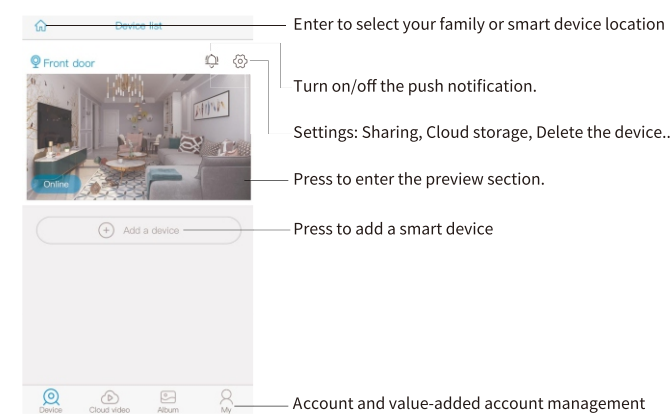 Device list
Enter to select your family or smart device location
Front door
Turn on/off the push notification.
Settings: Sharing, Cloud storage, Delete the device..
Online
Press to enter the preview section.
Add a device
Press to add a smart device
Device
Cloud video
Album
My
Account and value-added account management